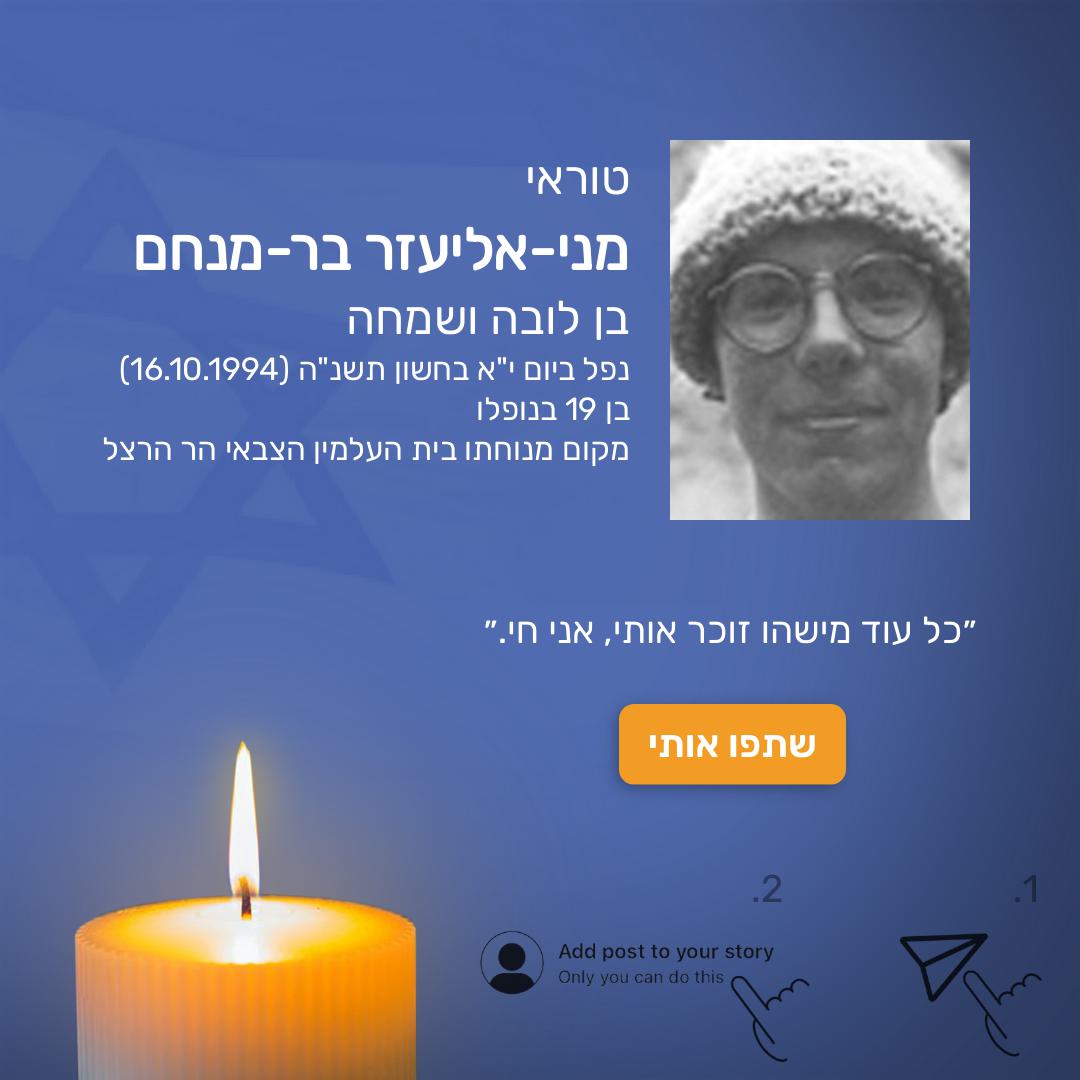 טוראי
מני-אליעזר בר-מנחם
בן לובה ושמחה
נפל ביום י"א בחשון תשנ"ה (16.10.1994)
בן 19 בנופלו
מקום מנוחתו בית העלמין הצבאי הר הרצל
”כל עוד מישהו זוכר אותי, אני חי.”
שתפו אותי
1.
2.
Add post to your story
Only you can do this